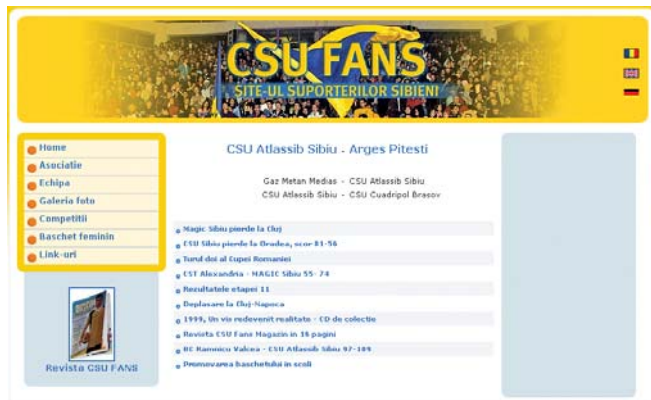 CSU FANS
SITE-UL SUPORTERILOR SIBIENI
Home
Asociatie
Echipa
Galeria foto
Competitii
Baschet feminin
Link-uri
Revista CSU FANS
CSU Atlassib Sibiu - Arges Pitesti
Gaz Metan Medias - CSU Atlassib Sibiu
CSU Atlassib Sibiu - CSU Cuadripol Brasov
Magic Sibiu pierde la Cluj
CSU Sibiu pierde la Oradea, scor 81-56
Turul doi al Cupei Romaniei
CST Alexandria - MAGIC Sibiu 55- 74
Rezultatele etapei 11
Deplasare la Cluj-Napoca
1999, Un vis redevenit realitate - CD de colectie
Revista CSU Fans Magazin in 16 pagini
BC Ramnicu Valcea - CSU Atlassib Sibiu 97-109
Promovarea baschetului in scoli